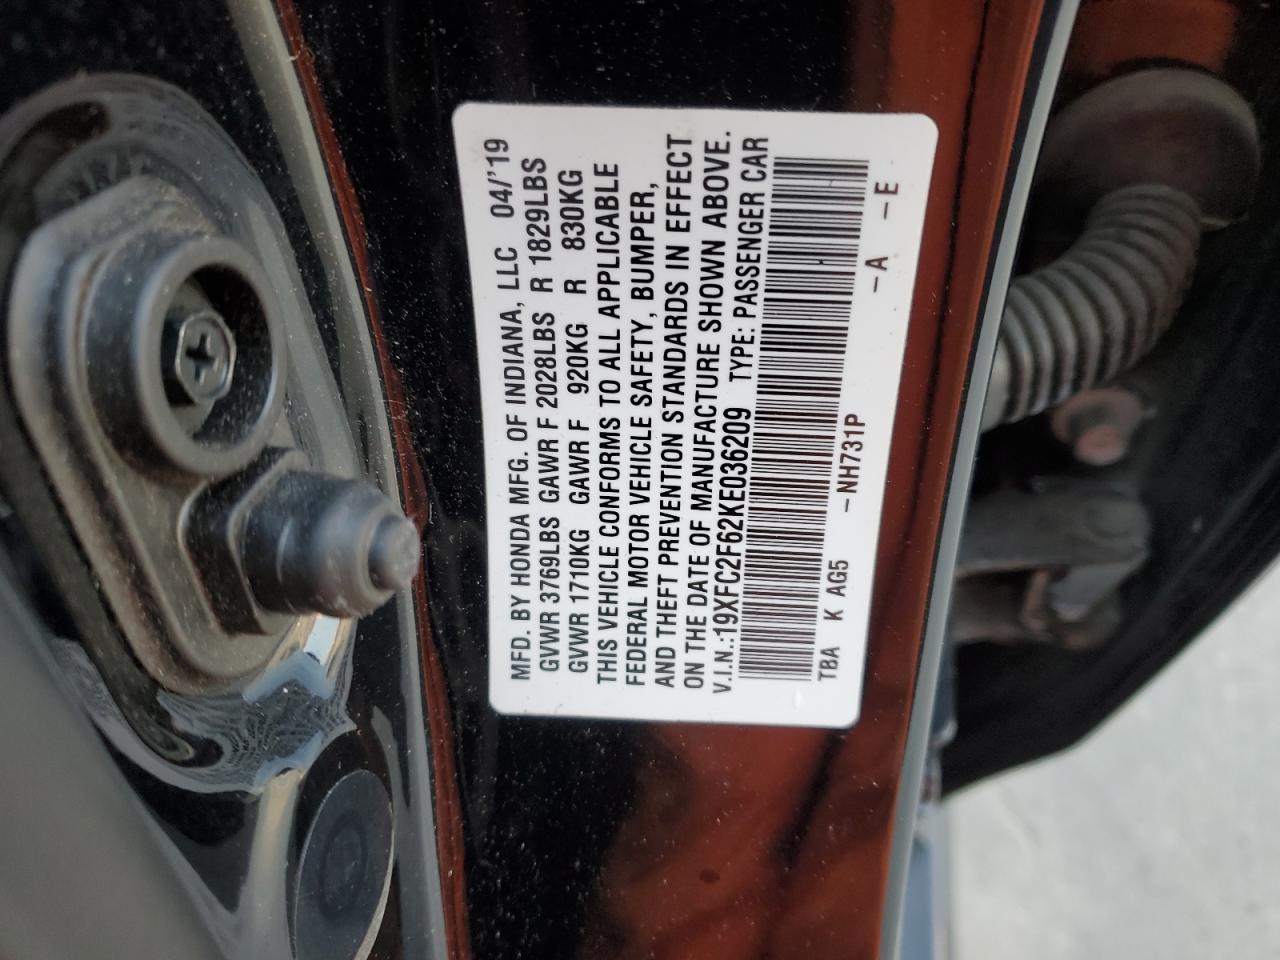 MFD. BY HONDA MFG. OF INDIANA, LLC 04/'19
GVWR 3769LBS GAWR F 2028LBS R 1829LBS
GVWR 1710KG GAWR F 920KG R 830KG
THIS VEHICLE CONFORMS TO ALL APPLICABLE
FEDERAL MOTOR VEHICLE SAFETY, BUMPER,
AND THEFT PREVENTION STANDARDS IN EFFECT
ON THE DATE OF MANUFACTURE SHOWN ABOVE.
V.I.N.:19XFC2F62KE036209 TYPE: PASSENGER CAR
TBA K AG5 -NH731P -A -E